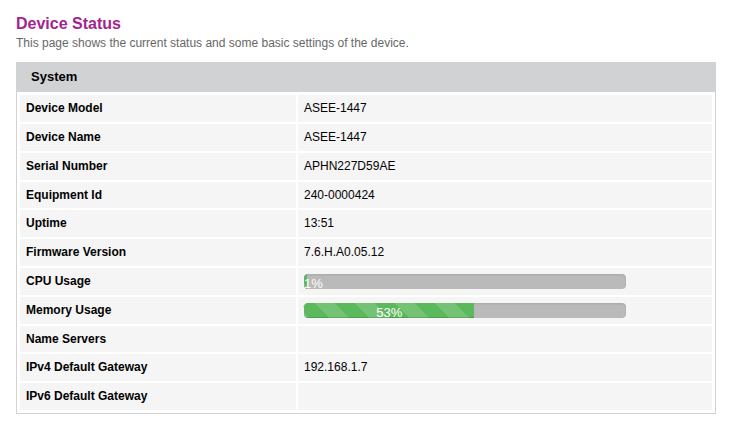 Device Status
This page shows the current status and some basic settings of the device.
System
Device Model ASEE-1447
Device Name ASEE-1447
Serial Number APHN227D59AE
Equipment Id 240-0000424
Uptime 13:51
Firmware Version 7.6.H.A0.05.12
CPU Usage 1%
Memory Usage 53%
Name Servers
IPv4 Default Gateway 192.168.1.7
IPv6 Default Gateway